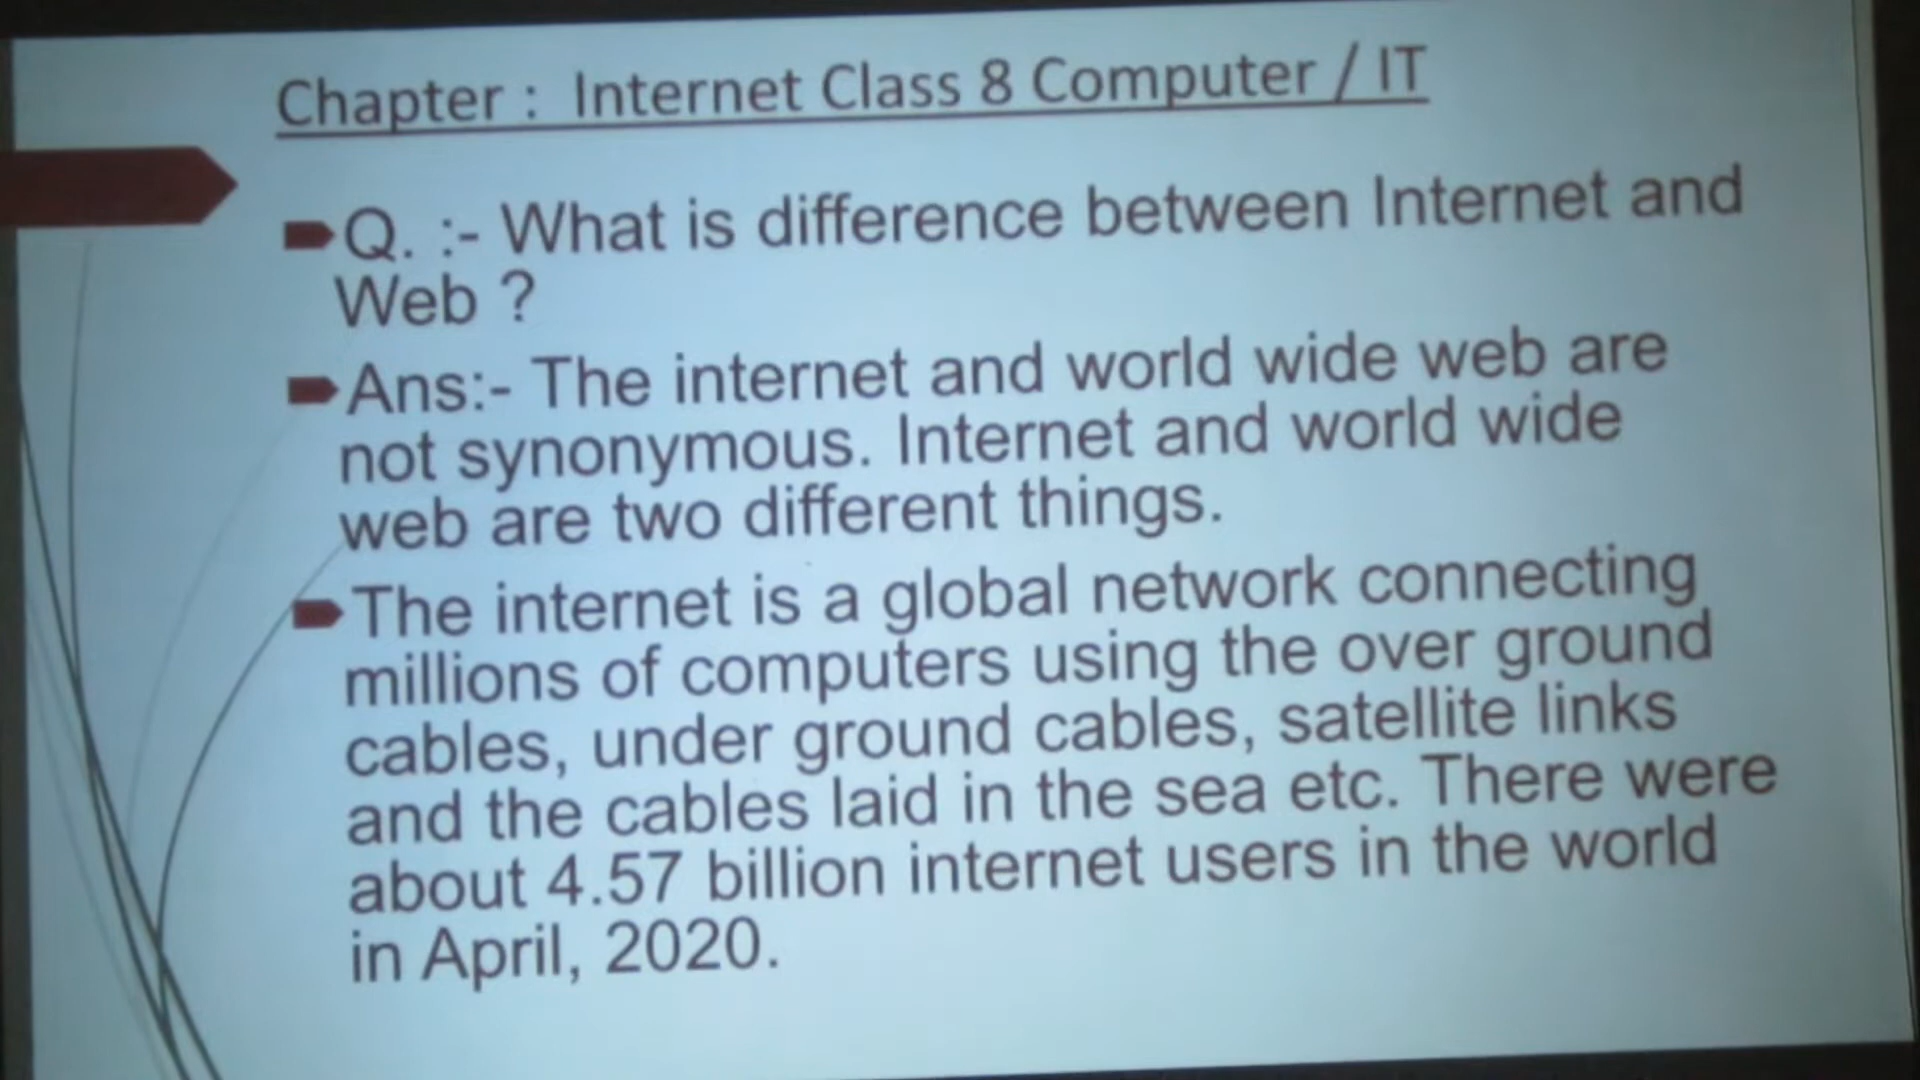 Chapter : Internet Class 8 Computer / IT
Q. :- What is difference between Internet and
Web ?
Ans:- The internet and world wide web are
not synonymous. Internet and world wide
web are two different things.
The internet is a global network connecting
millions of computers using the over ground
cables, under ground cables, satellite links
and the cables laid in the sea etc. There were
about 4.57 billion internet users in the world
in April, 2020.